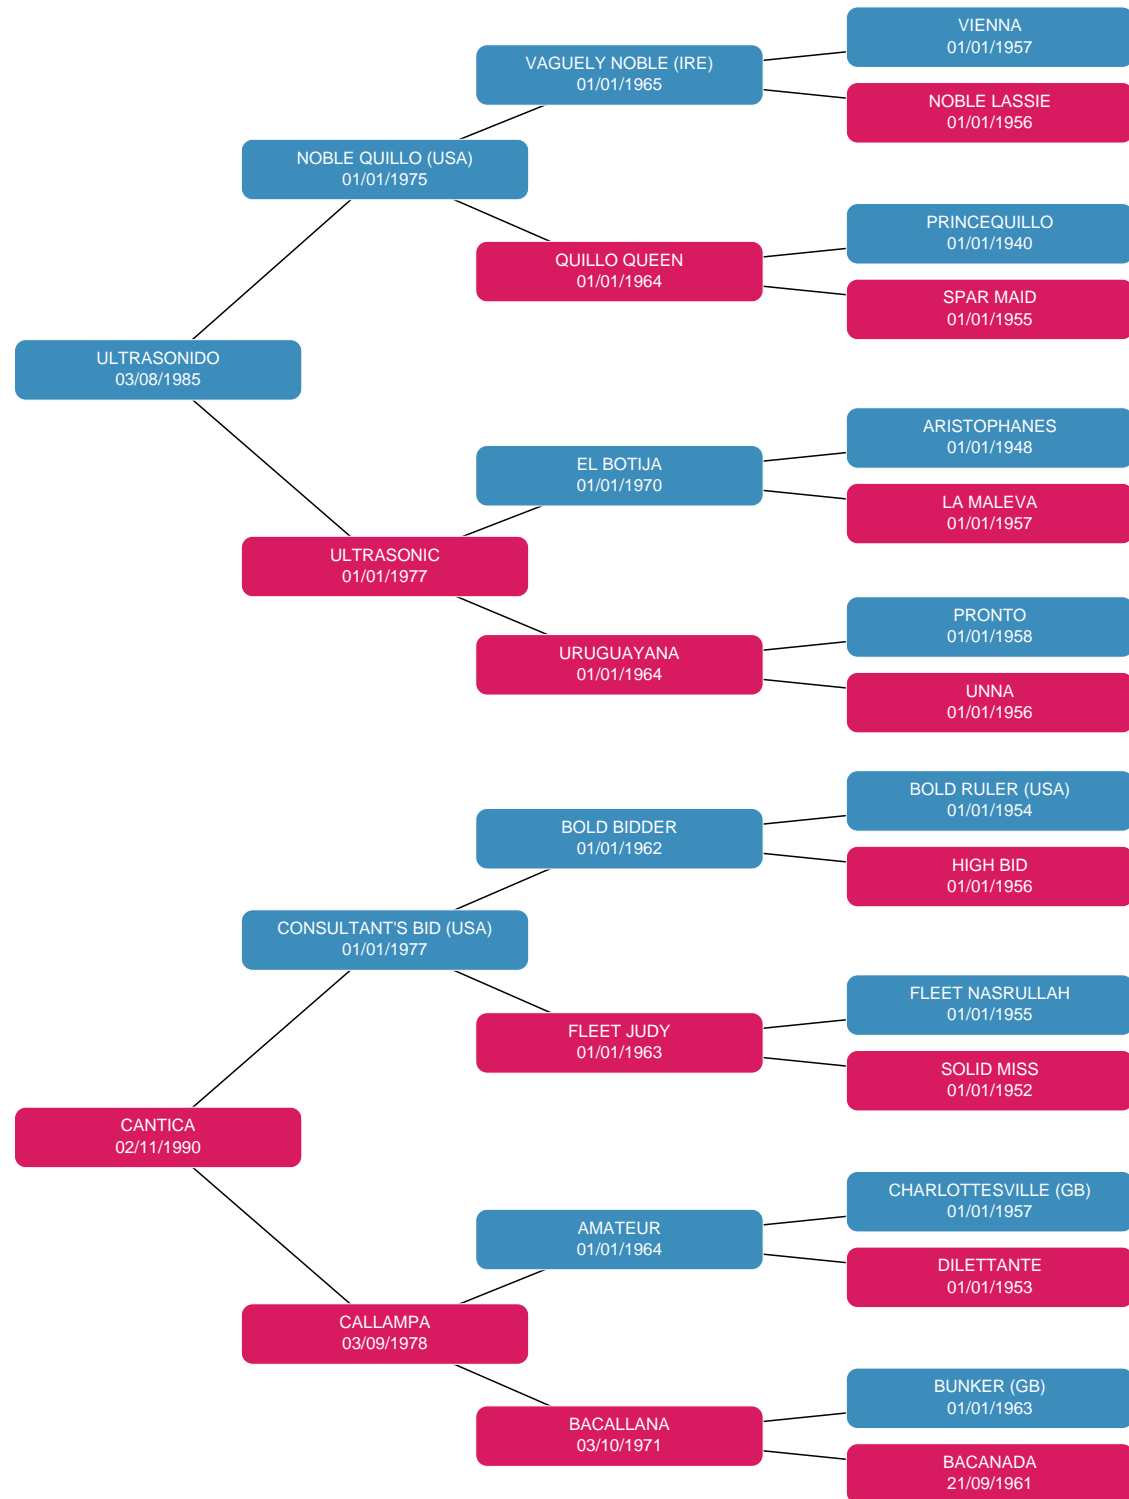 VIENNA
01/01/1957
VAGUELY NOBLE (IRE)
01/01/1965
NOBLE LASSIE
01/01/1956
NOBLE QUILLO (USA)
01/01/1975
PRINCEQUILLO
01/01/1940
QUILLO QUEEN
01/01/1964
SPAR MAID
01/01/1955
ULTRASONIDO
03/08/1985
ARISTOPHANES
01/01/1948
EL BOTIJA
01/01/1970
LA MALEVA
01/01/1957
ULTRASONIC
01/01/1977
PRONTO
01/01/1958
URUGUAYANA
01/01/1964
UNNA
01/01/1956
BOLD RULER (USA)
01/01/1954
BOLD BIDDER
01/01/1962
HIGH BID
01/01/1956
CONSULTANT'S BID (USA)
01/01/1977
FLEET NASRULLAH
01/01/1955
FLEET JUDY
01/01/1963
SOLID MISS
01/01/1952
CANTICA
02/11/1990
CHARLOTTESVILLE (GB)
01/01/1957
AMATEUR
01/01/1964
DILETTANTE
01/01/1953
CALLAMPA
03/09/1978
BUNKER (GB)
01/01/1963
BACALLANA
03/10/1971
BACANADA
21/09/1961